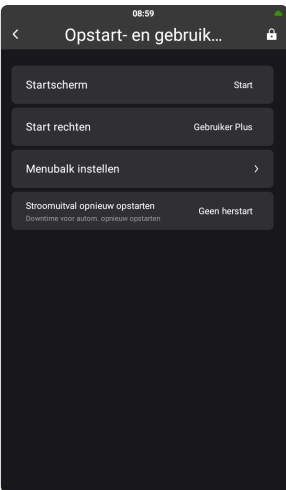 08:59
Opstart- en gebruik...
Startscherm Start
Start rechten Gebruiker Plus
Menubalk instellen
Stroomuitval opnieuw opstarten
Downtime voor autom. opnieuw opstarten
Geen herstart